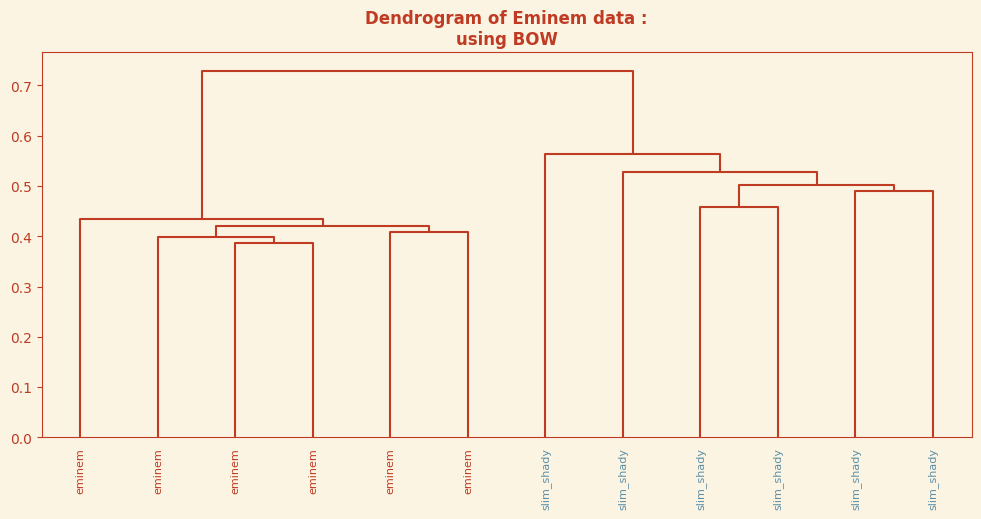 Dendrogram of Eminem data :
using BOW
0.7
0.6
0.5
0.4
0.3
0.2
0.1
0.0
eminem
eminem
eminem
eminem
eminem
eminem
slim_shady
slim_shady
slim_shady
slim_shady
slim_shady
slim_shady